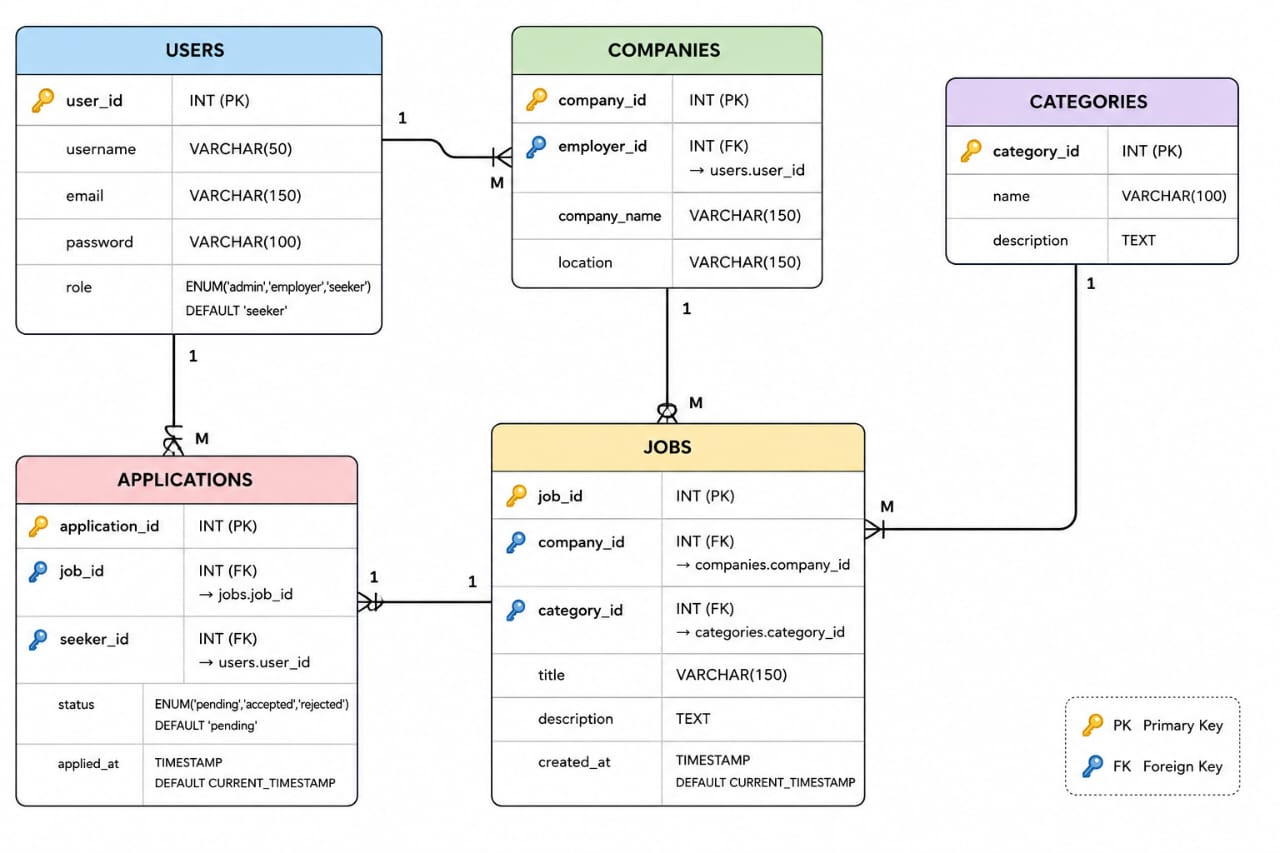 USERS
user_id INT (PK)
username VARCHAR(50)
email VARCHAR(150)
password VARCHAR(100)
role ENUM('admin','employer','seeker')
DEFAULT 'seeker'
1
M
COMPANIES
company_id INT (PK)
employer_id INT (FK)
→ users.user_id
company_name VARCHAR(150)
location VARCHAR(150)
CATEGORIES
category_id INT (PK)
name VARCHAR(100)
description TEXT
1
M
1
M
1
M
APPLICATIONS
application_id INT (PK)
job_id INT (FK)
→ jobs.job_id
seeker_id INT (FK)
→ users.user_id
status ENUM('pending','accepted','rejected')
DEFAULT 'pending'
applied_at TIMESTAMP
DEFAULT CURRENT_TIMESTAMP
1
1
JOBS
job_id INT (PK)
company_id INT (FK)
→ companies.company_id
category_id INT (FK)
→ categories.category_id
title VARCHAR(150)
description TEXT
created_at TIMESTAMP
DEFAULT CURRENT_TIMESTAMP
PK Primary Key
FK Foreign Key